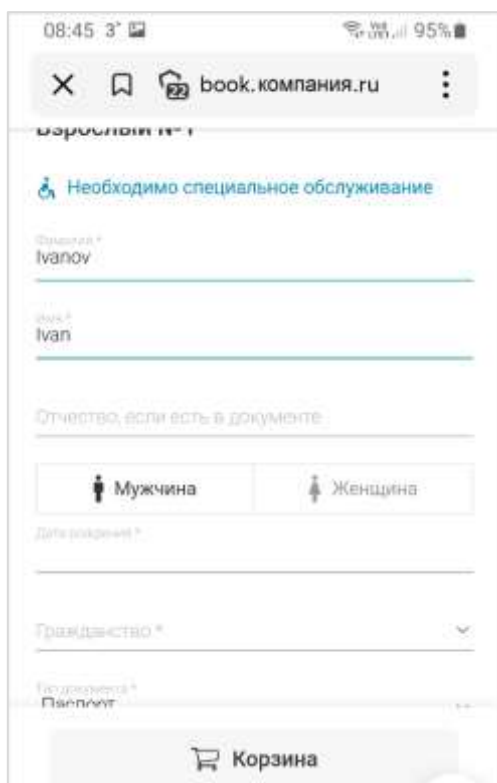 08:45 3° 95%
22 book.компания.ru
Взрослый №1
Необходимо специальное обслуживание
Фамилия *
Ivanov
Имя *
Ivan
Отчество, если есть в документе
Мужчина Женщина
Дата рождения *
Гражданство *
Тип документа *
Паспорт
Корзина